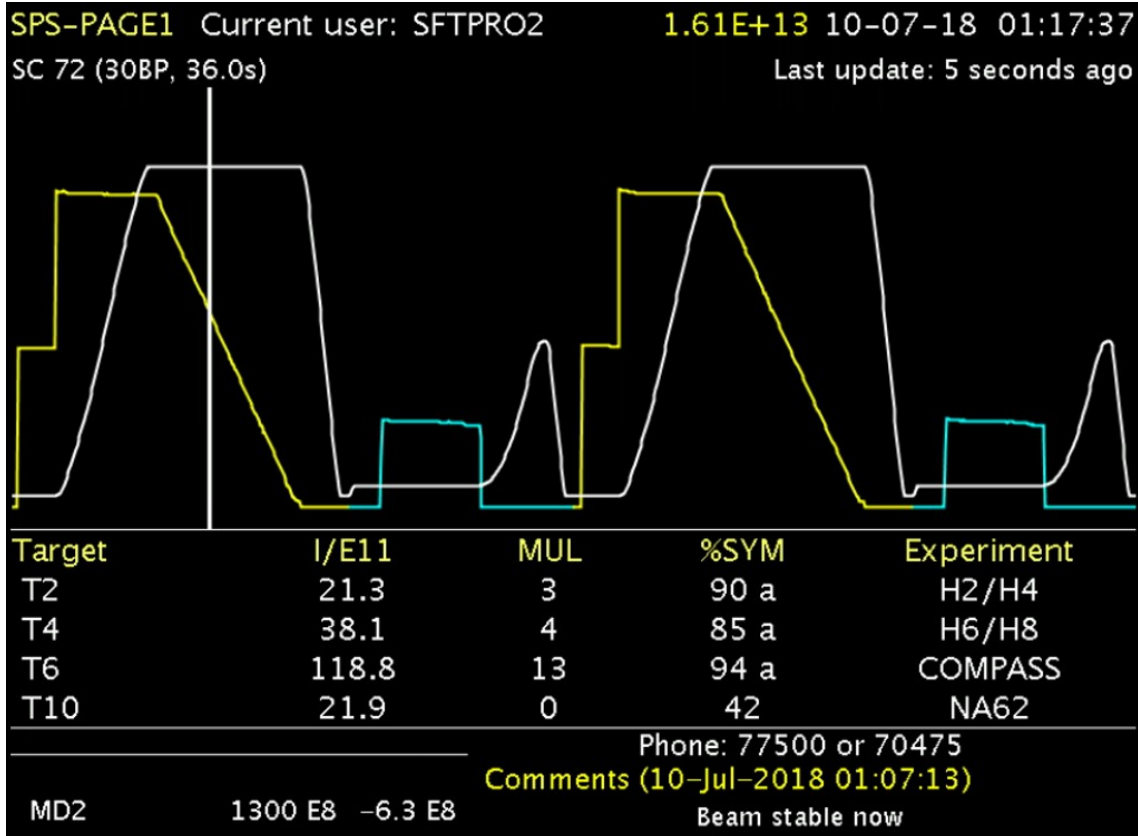 SPS-PAGE1 Current user: SFTPRO2 1.61E+13 10-07-18 01:17:37
SC 72 (30BP, 36.0s) Last update: 5 seconds ago
Target I/E11 MUL %SYM Experiment
T2 21.3 3 90 a H2/H4
T4 38.1 4 85 a H6/H8
T6 118.8 13 94 a COMPASS
T10 21.9 0 42 NA62
Phone: 77500 or 70475
Comments (10-Jul-2018 01:07:13)
MD2 1300 E8 -6.3 E8 Beam stable now